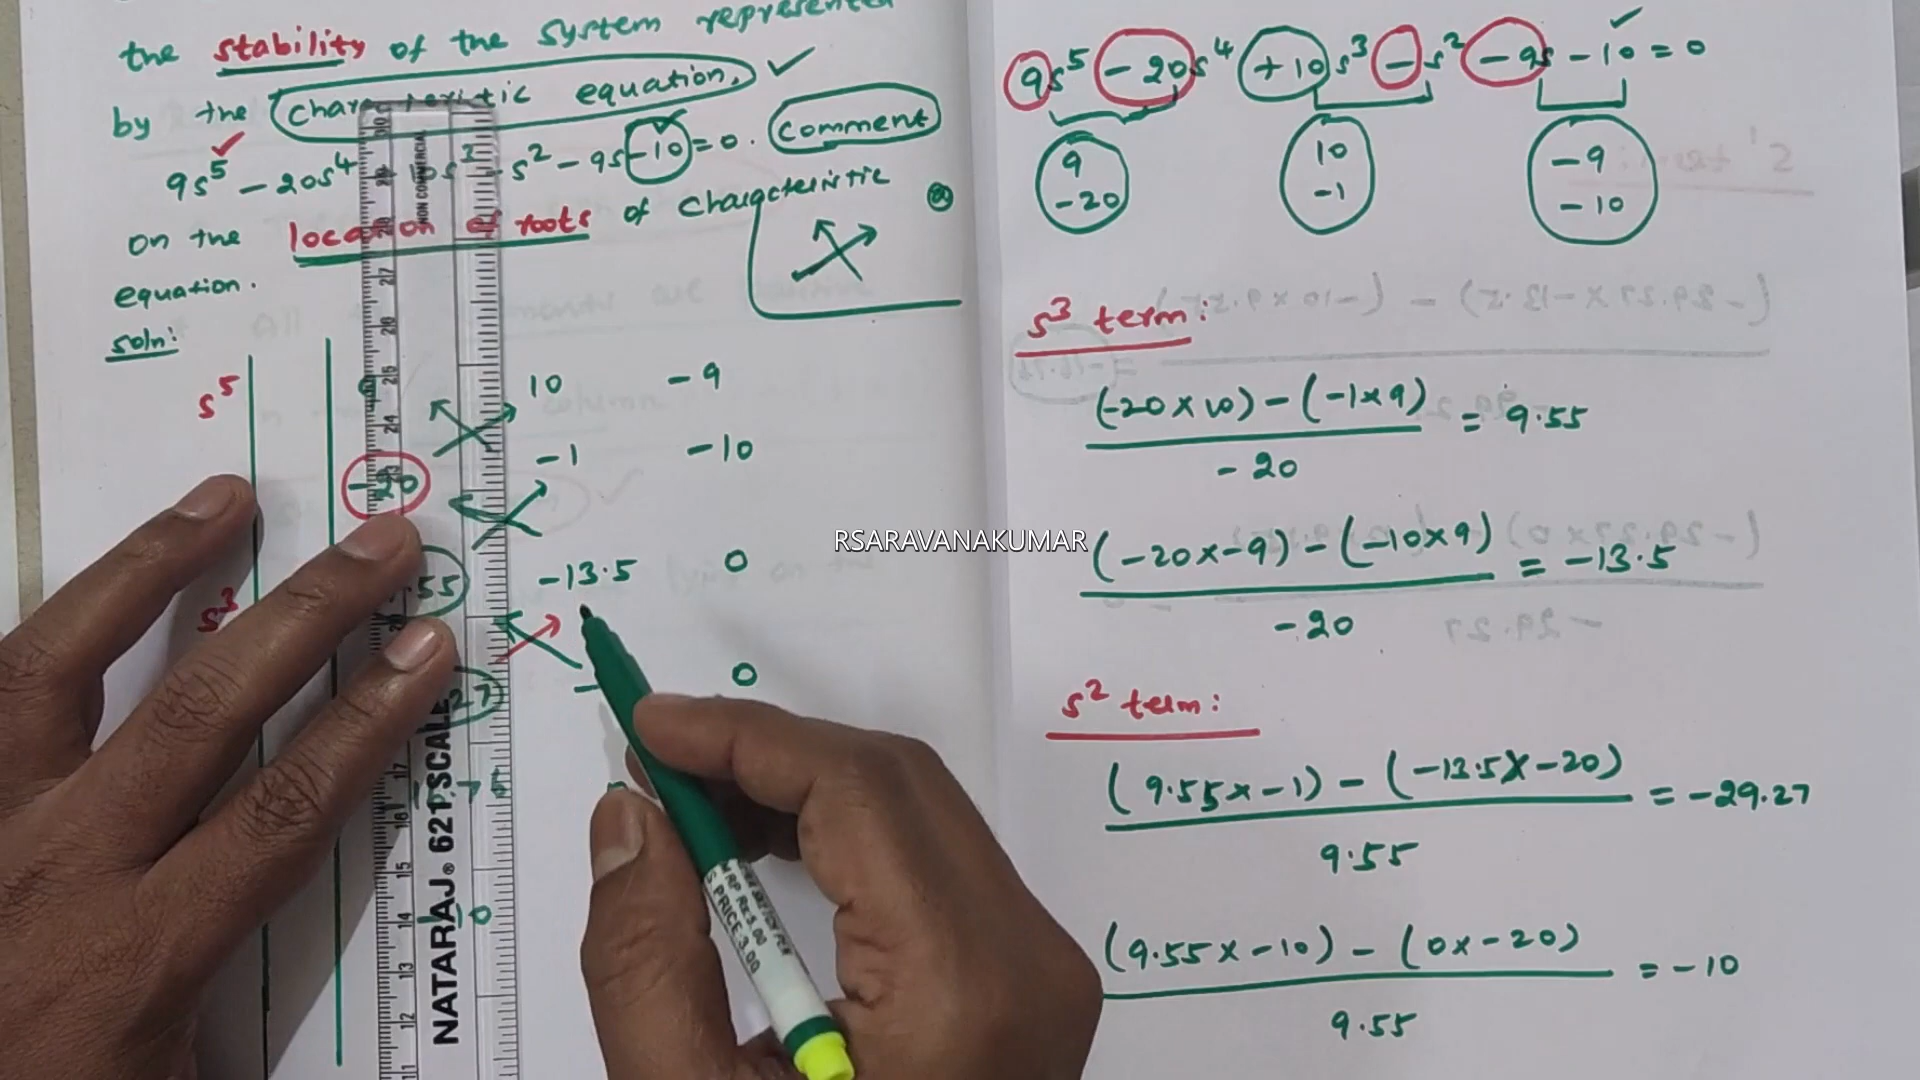 the stability of the system represented
by the characteristic equation.
9s⁵ - 20s⁴ + 10s³ - s² - 9s - 10 = 0. comment
on the location of roots of characteristic
equation.
soln:
s⁵ 10 -9
-20 -1 -10
s³ .55 -13.5 0
27 0
0
NON COMMERCIAL
NATARAJ® 621 P.SCALE
RSARAVANAKUMAR
9s⁵ - 20s⁴ + 10s³ - s² - 9s - 10 = 0
9 10 -9
-20 -1 -10
s³ term:
(-20 x 10) - (-1 x 9) = 9.55
-20
(-20 x -9) - (-10 x 9) = -13.5
-20
s² term:
(9.55 x -1) - (-13.5 x -20) = -29.27
9.55
(9.55 x -10) - (0 x -20) = -10
9.55